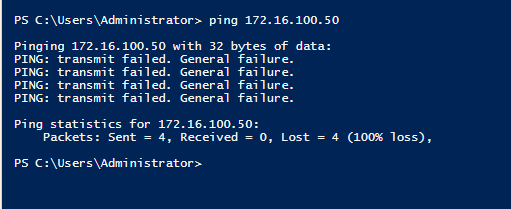 PS C:\Users\Administrator> ping 172.16.100.50
Pinging 172.16.100.50 with 32 bytes of data:
PING: transmit failed. General failure.
PING: transmit failed. General failure.
PING: transmit failed. General failure.
PING: transmit failed. General failure.
Ping statistics for 172.16.100.50:
    Packets: Sent = 4, Received = 0, Lost = 4 (100% loss),
PS C:\Users\Administrator>